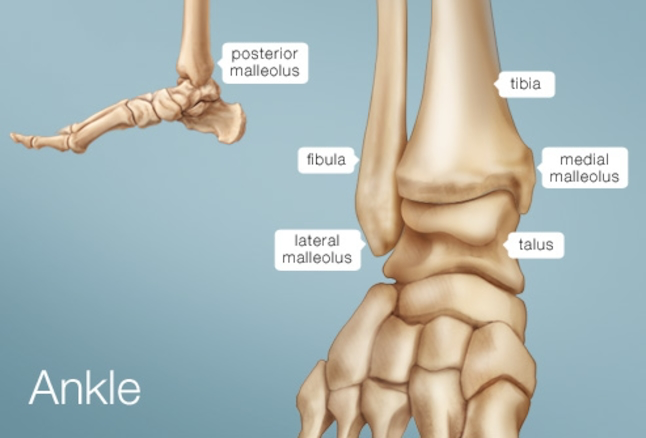 posterior
malleolus
tibia
fibula
medial
malleolus
lateral
malleolus
talus
Ankle